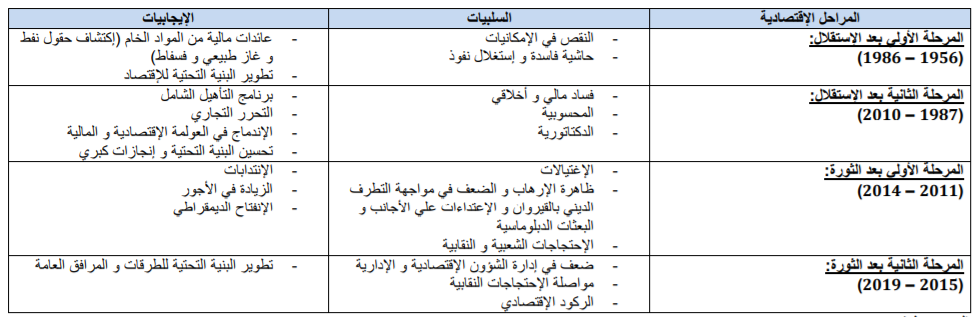 المراحل الإقتصادية
السلبيات
الإيجابيات
المرحلة الأولي بعد الإستقلال:
(1956 – 1986)
- النقص في الإمكانيات
- حاشية فاسدة و إستغلال نفوذ
- عائدات مالية من المواد الخام (إكتشاف حقول نفط
و غاز طبيعي و فسفاط)
- تطوير البنية التحتية للإقتصاد
المرحلة الثانية بعد الإستقلال:
(1987 – 2010)
- فساد مالي و أخلاقي
- المحسوبية
- الدكتاتورية
- برنامج التأهيل الشامل
- التحرر التجاري
- الإندماج في العولمة الإقتصادية و المالية
- تحسين البنية التحتية و إنجازات كبري
المرحلة الأولي بعد الثورة:
(2011 – 2014)
- الإغتيالات
- ظاهرة الإرهاب و الضعف في مواجهة التطرف
الديني بالقيروان و الإعتداءات علي الأجانب و
البعثات الدبلوماسية
- الإحتجاجات الشعبية و النقابية
- الإنتدابات
- الزيادة في الأجور
- الإنفتاح الديمقراطي
المرحلة الثانية بعد الثورة:
(2015 – 2019)
- ضعف في إدارة الشؤون الإقتصادية و الإدارية
- مواصلة الإحتجاجات النقابية
- الركود الإقتصادي
- تطوير البنية التحتية للطرقات و المرافق العامة